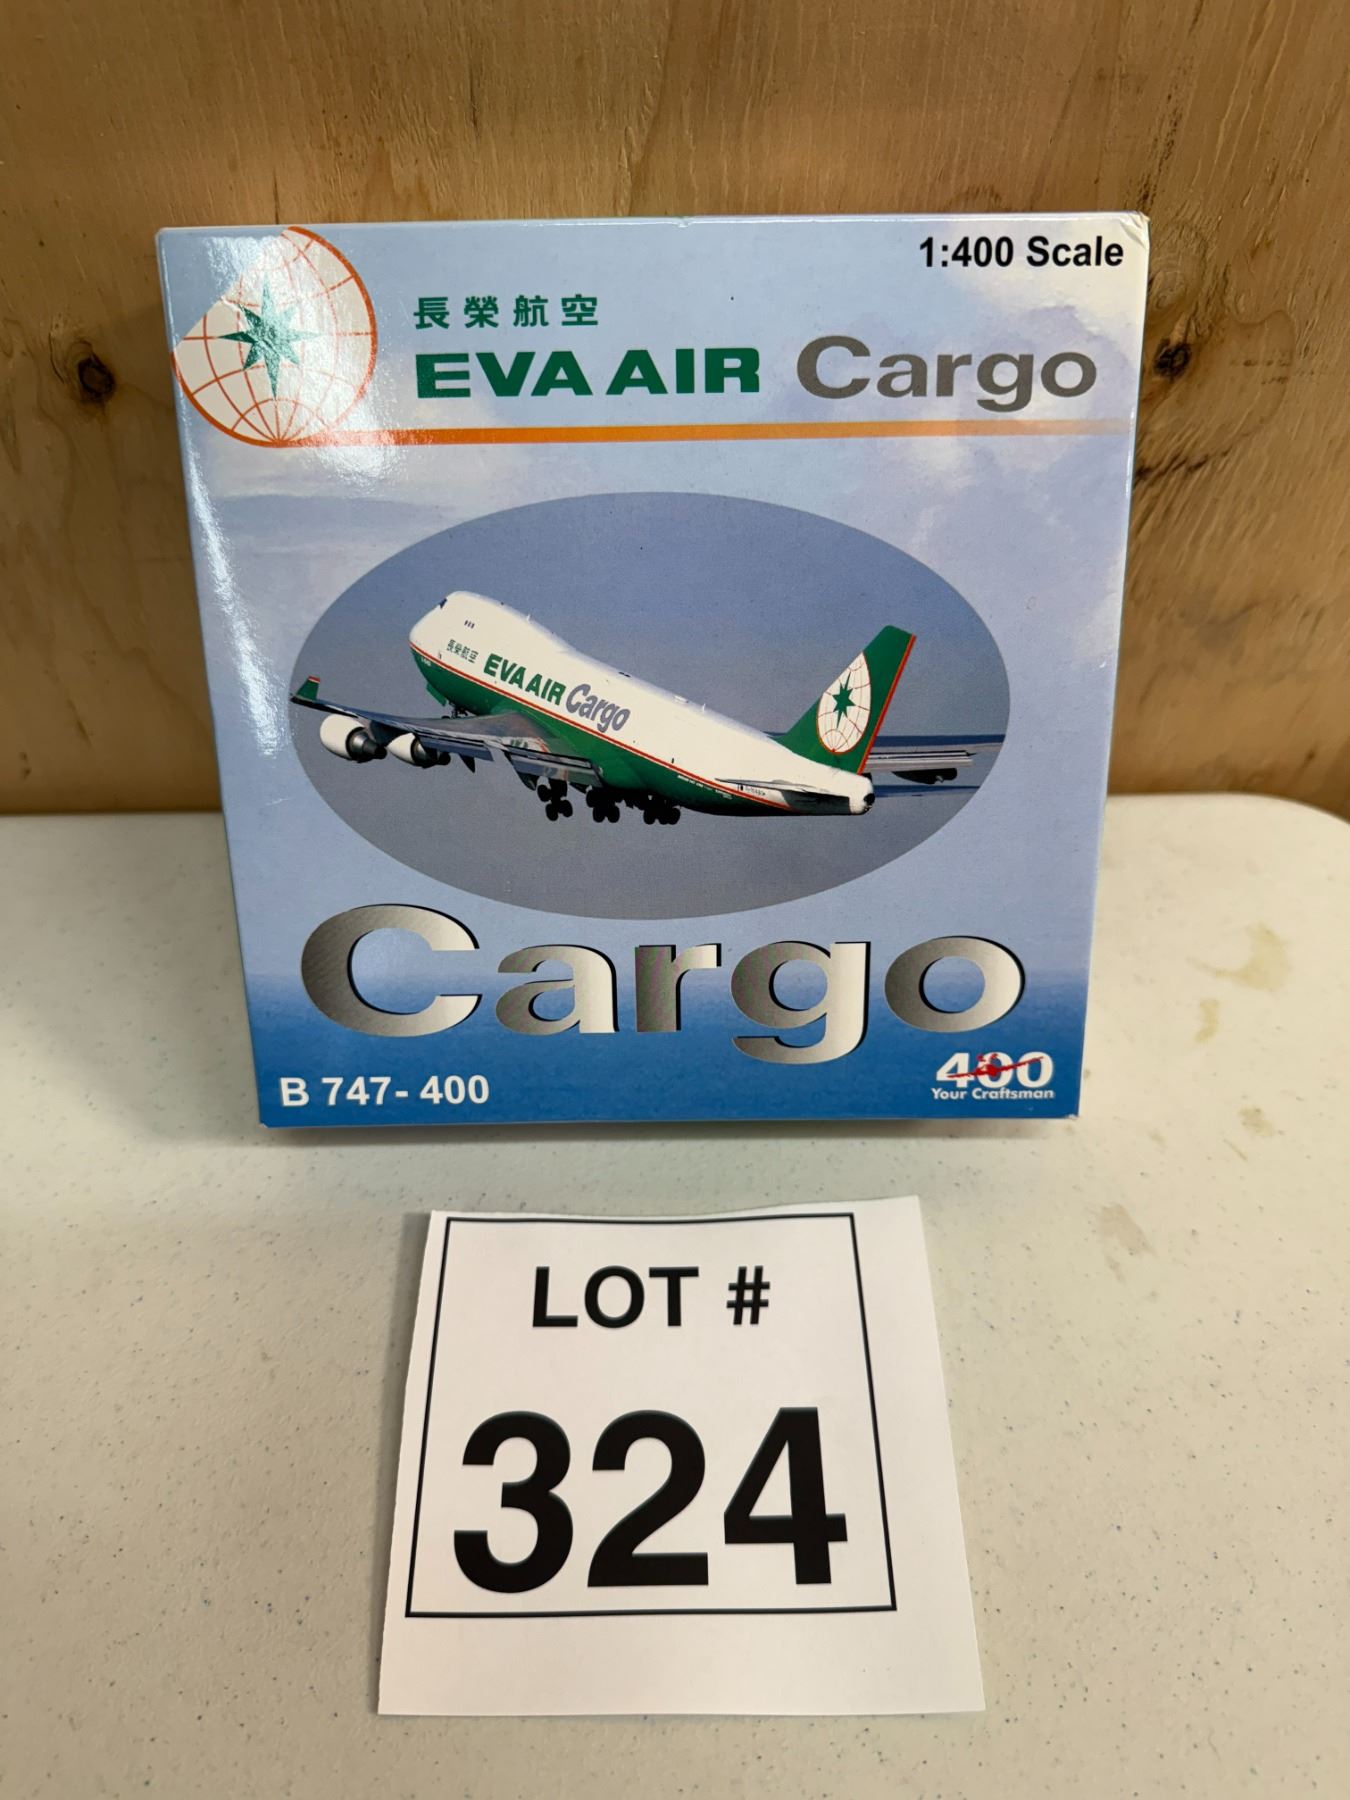 1:400 Scale
長榮航空
EVA AIR Cargo
長榮航空 EVA AIR Cargo
Cargo
B 747- 400
400
Your Craftsman
LOT #
324